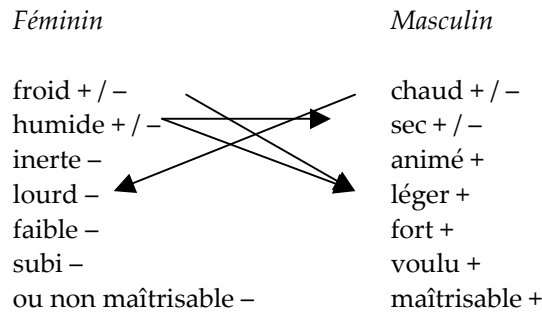 Féminin Masculin
froid + / – chaud + / –
humide + / – sec + / –
inerte – animé +
lourd – léger +
faible – fort +
subi – voulu +
ou non maîtrisable – maîtrisable +